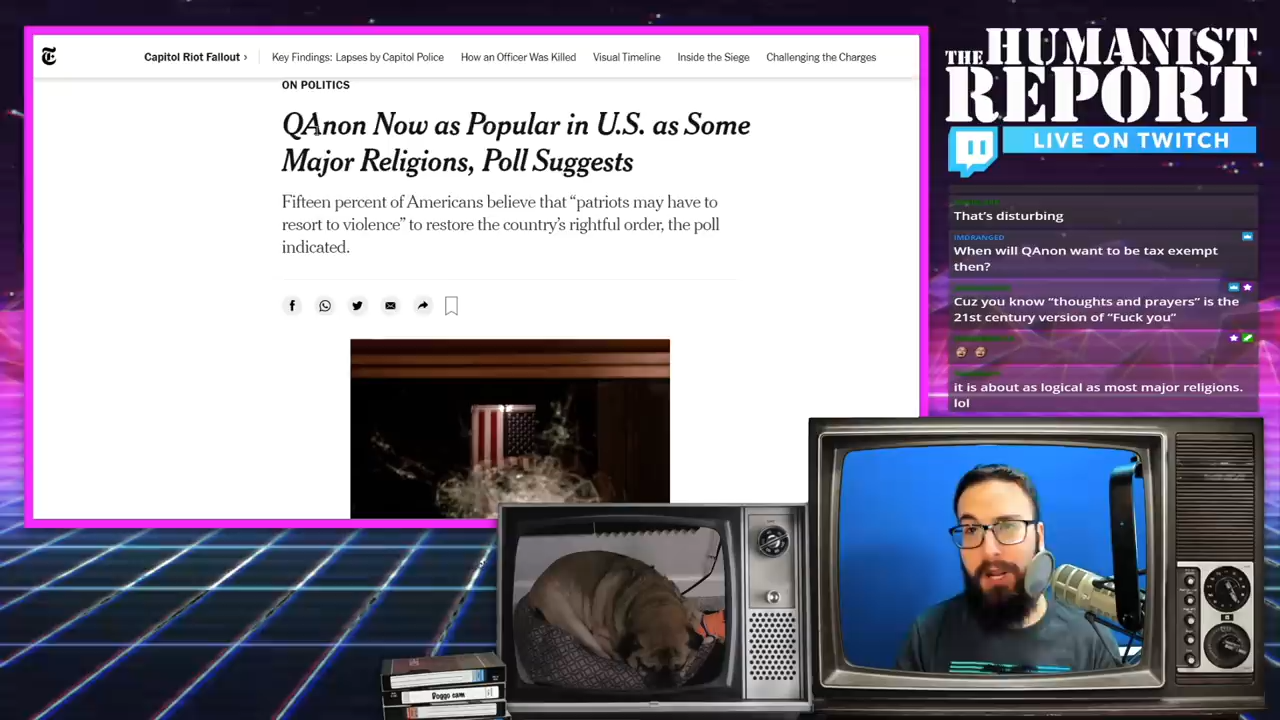 Capitol Riot Fallout › Key Findings: Lapses by Capitol Police How an Officer Was Killed Visual Timeline Inside the Siege Challenging the Charges
ON POLITICS
QAnon Now as Popular in U.S. as Some
Major Religions, Poll Suggests
Fifteen percent of Americans believe that “patriots may have to
resort to violence” to restore the country’s rightful order, the poll
indicated.
THE HUMANIST
REPORT
LIVE ON TWITCH
That’s disturbing
IMDRANGED
When will QAnon want to be tax exempt
then?
Cuz you know “thoughts and prayers” is the
21st century version of “Fuck you”
it is about as logical as most major religions.
lol
Doggo cam